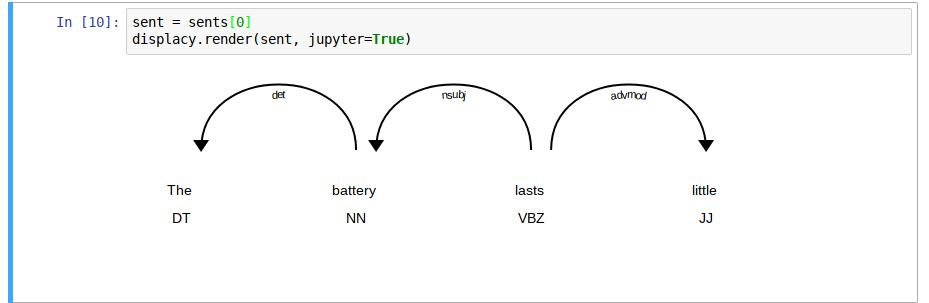 In [10]: sent = sents[0]
displacy.render(sent, jupyter=True)
det nsubj advmod
The battery lasts little
DT NN VBZ JJ